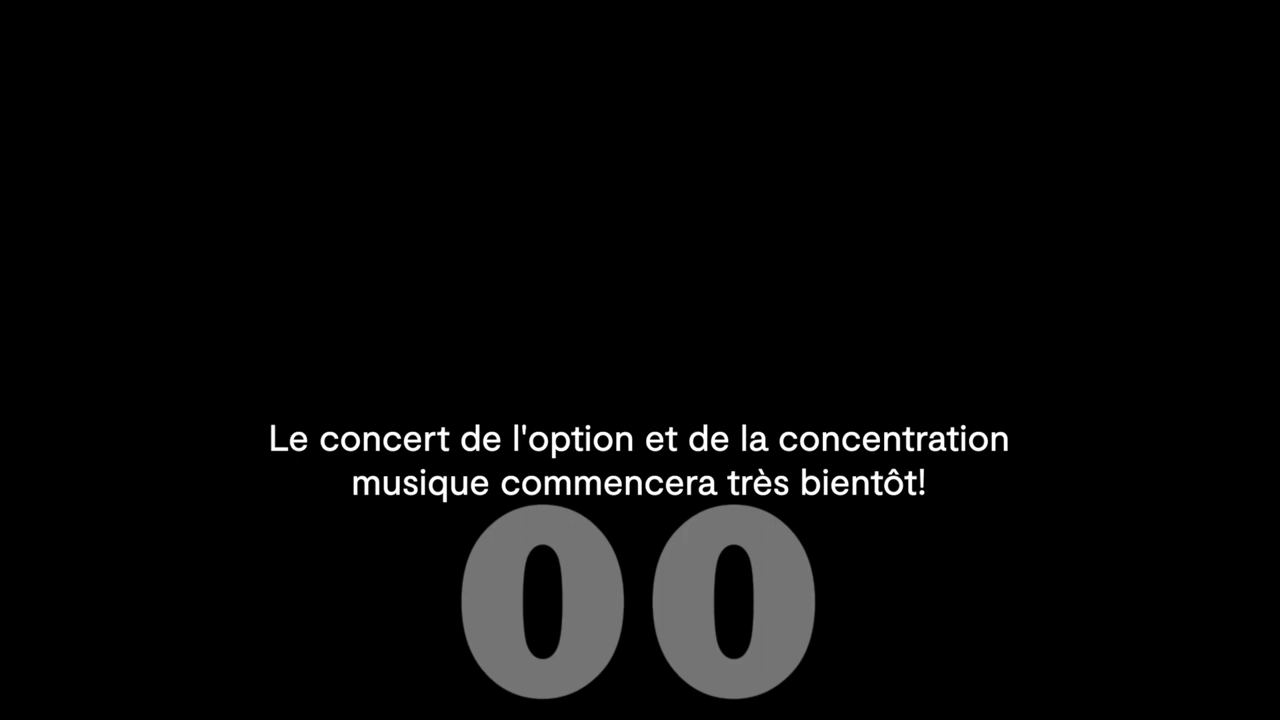 Le concert de l'option et de la concentration
musique commencera très bientôt!
00